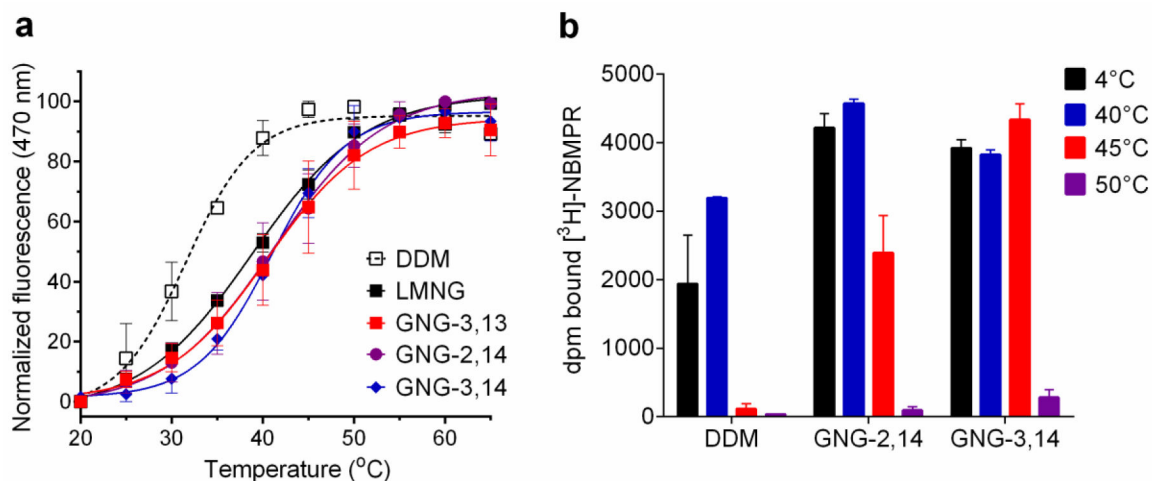 a
Normalized fluorescence (470 nm)
100
80
60
40
20
0
DDM
LMNG
GNG-3,13
GNG-2,14
GNG-3,14
20
30
40
50
60
Temperature (°C)
b
dpm bound [³H]-NBMPR
5000
4000
3000
2000
1000
0
4°C
40°C
45°C
50°C
DDM
GNG-2,14
GNG-3,14